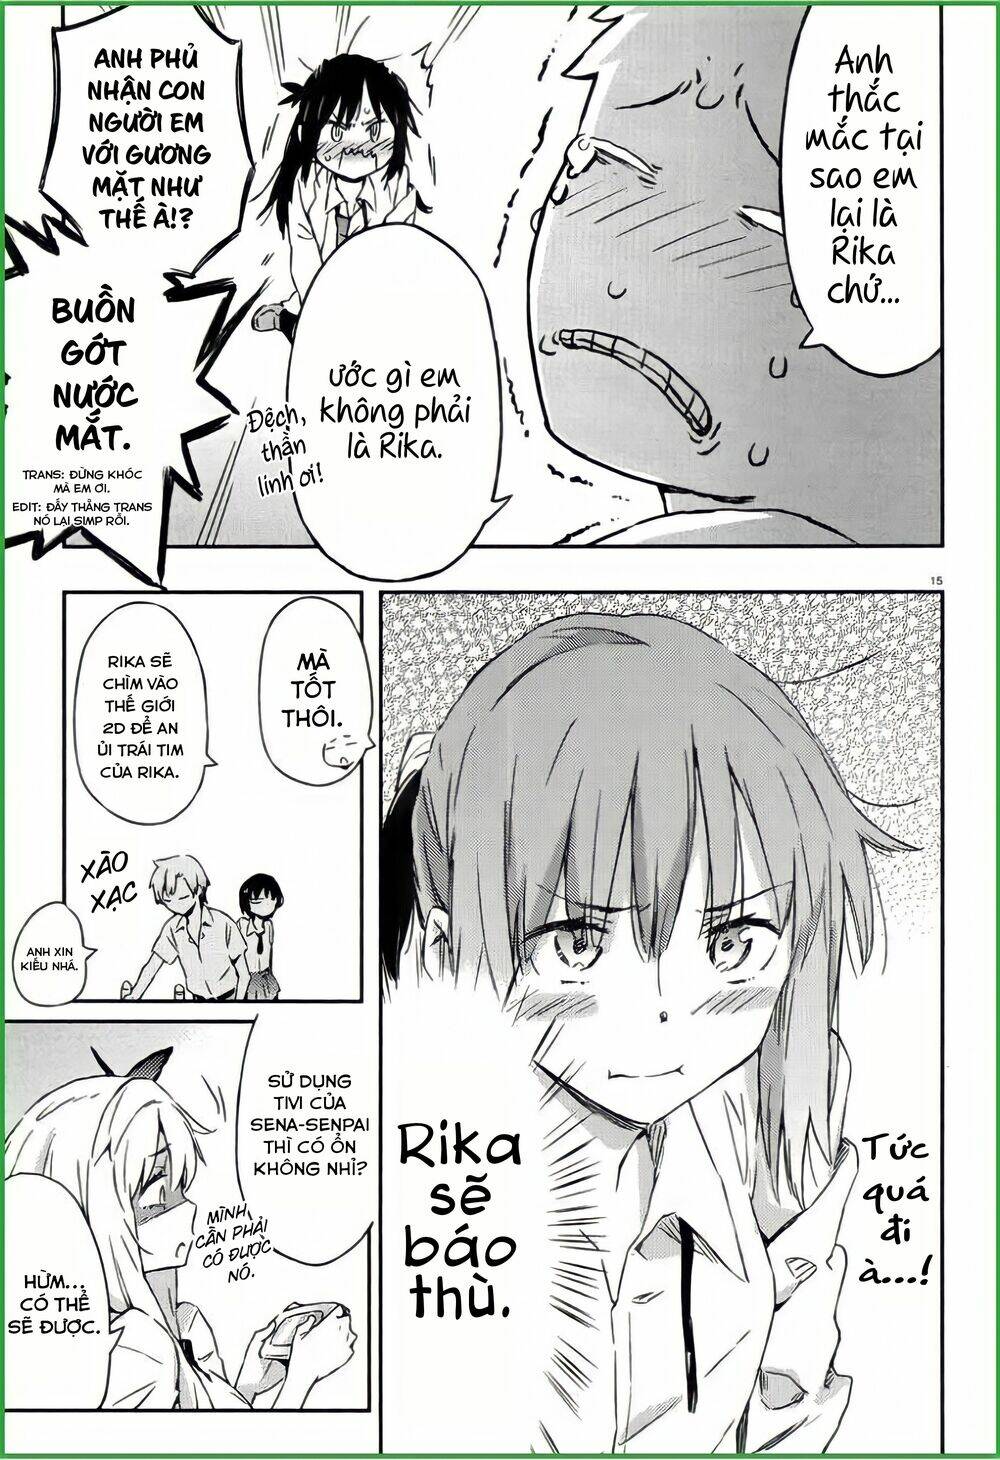 Anh
thắc
mắc tại
sao em
lại là
Rika
chứ...
ước gì em
không phải
là Rika.
Đệch,
thần
linh ơi!
ANH PHỦ
NHẬN CON
NGƯỜI EM
VỚI GƯƠNG
MẶT NHƯ
THẾ À!?
BUỒN
GỚT
NƯỚC
MẮT.
TRANS: ĐỪNG KHÓC
MÀ EM ƠI.
EDIT: ĐẤY THẰNG TRANS
NÓ LẠI SIMP RỒI.
15
Tức
quá
đi
à...!
Rika
sẽ
báo
thù.
MÀ
TỐT
THÔI.
RIKA SẼ
CHÌM VÀO
THẾ GIỚI
2D ĐỂ AN
ỦI TRÁI TIM
CỦA RIKA.
XÀO
XẠC
ANH XIN
KIẾU NHÁ.
SỬ DỤNG
TIVI CỦA
SENA-SENPAI
THÌ CÓ ỔN
KHÔNG NHỈ?
MÌNH
CẦN PHẢI
CÓ ĐƯỢC
NÓ.
HỪM...
CÓ THỂ
SẼ ĐƯỢC.